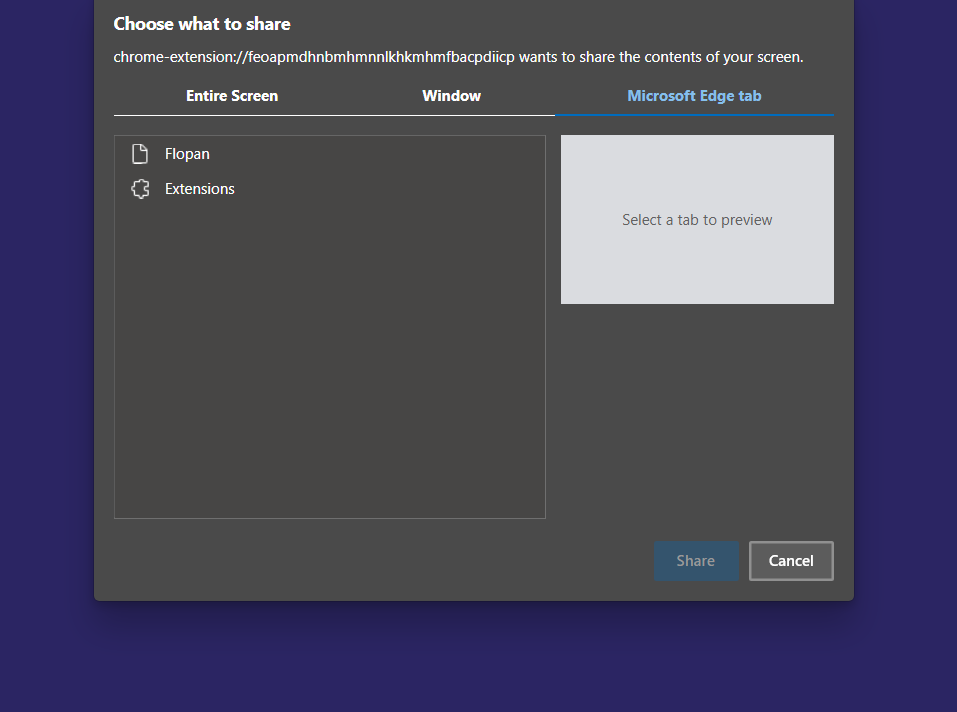 Choose what to share
chrome-extension://feoapmdhnbmhmnnlkhkmhmfbacpdiicp wants to share the contents of your screen.
Entire Screen
Window
Microsoft Edge tab
Flopan
Extensions
Select a tab to preview
Share
Cancel